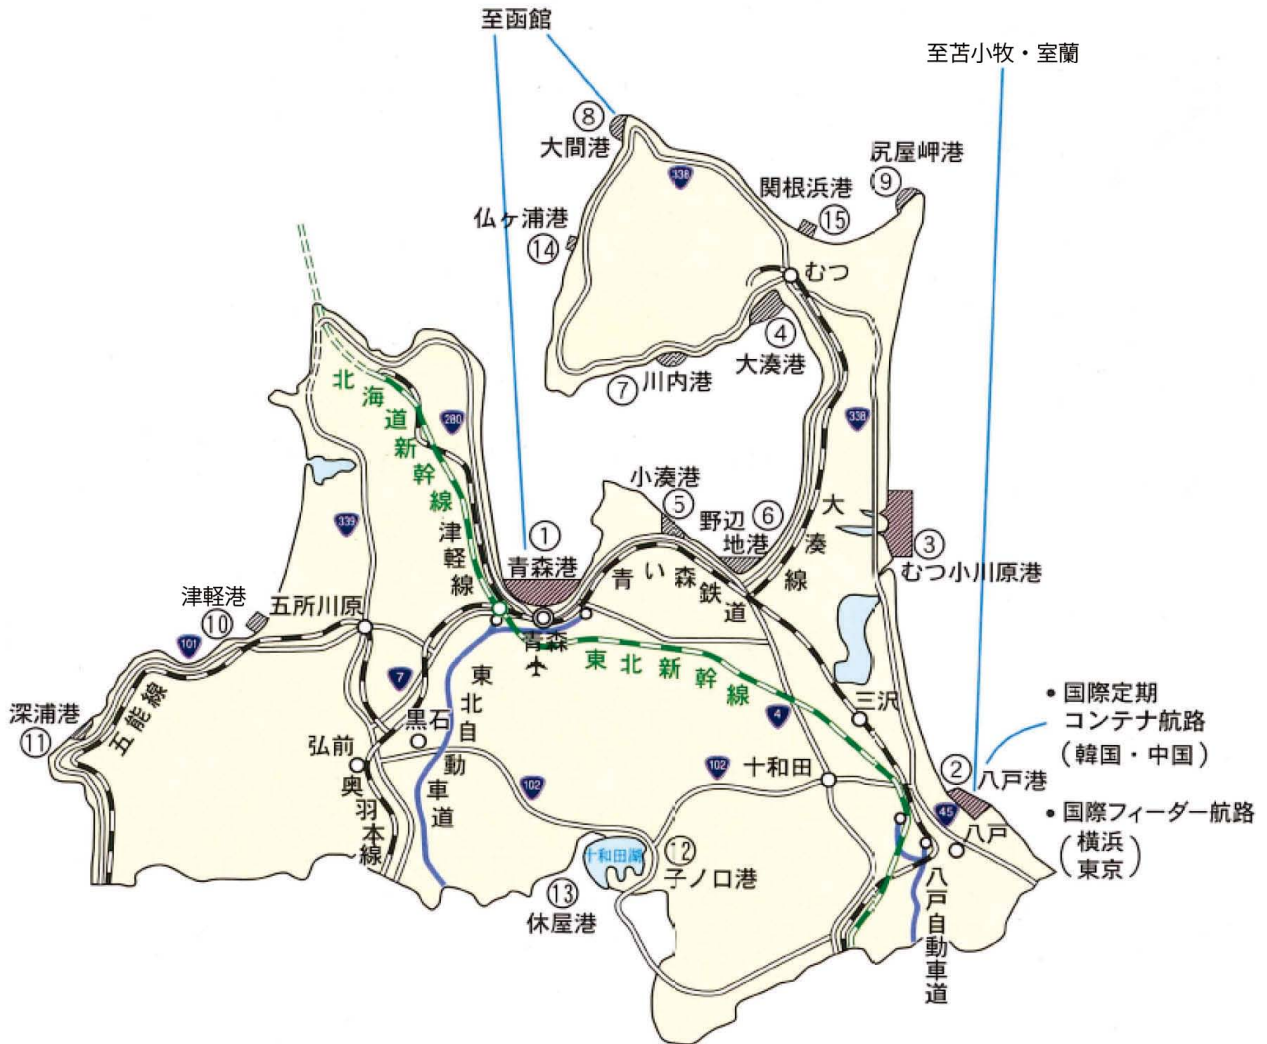 至函館
至苫小牧・室蘭
⑧
大間港
338
尻屋岬港
⑨
関根浜港
⑮
仏ヶ浦港
⑭
むつ
④
大湊港
⑦
川内港
北海道新幹線
280
338
339
小湊港
⑤
野辺地港
⑥
大湊線
①
青森港
津軽線
青い森鉄道
③
むつ小川原港
津軽港
⑩
五所川原
101
青森
東北新幹線
7
五能線
深浦港
⑪
東北自動車道
黒石
弘前
奥羽本線
4
三沢
102
102
十和田
②
八戸港
45
八戸
• 国際定期
コンテナ航路
(韓国・中国)
• 国際フィーダー航路
(横浜
東京)
十和田湖
⑫
子ノ口港
⑬
休屋港
八戸自動車道